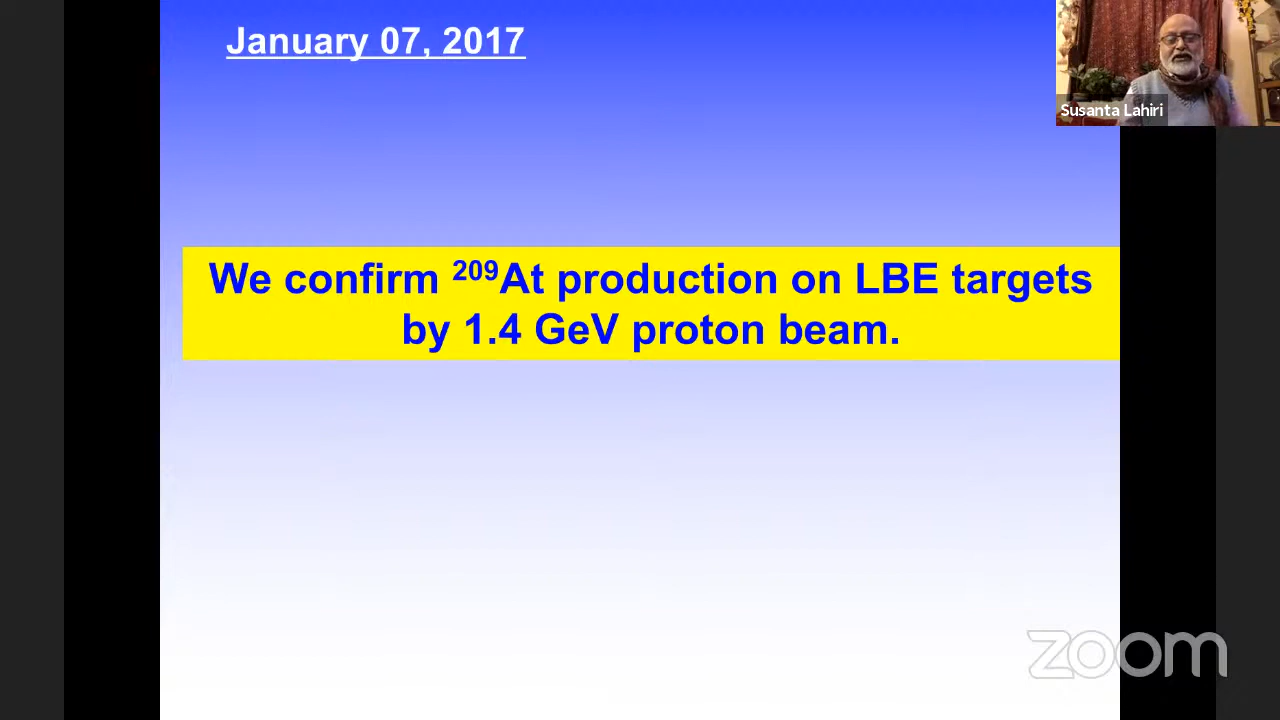 January 07, 2017
Susanta Lahiri
We confirm ²⁰⁹At production on LBE targets
by 1.4 GeV proton beam.
zoom